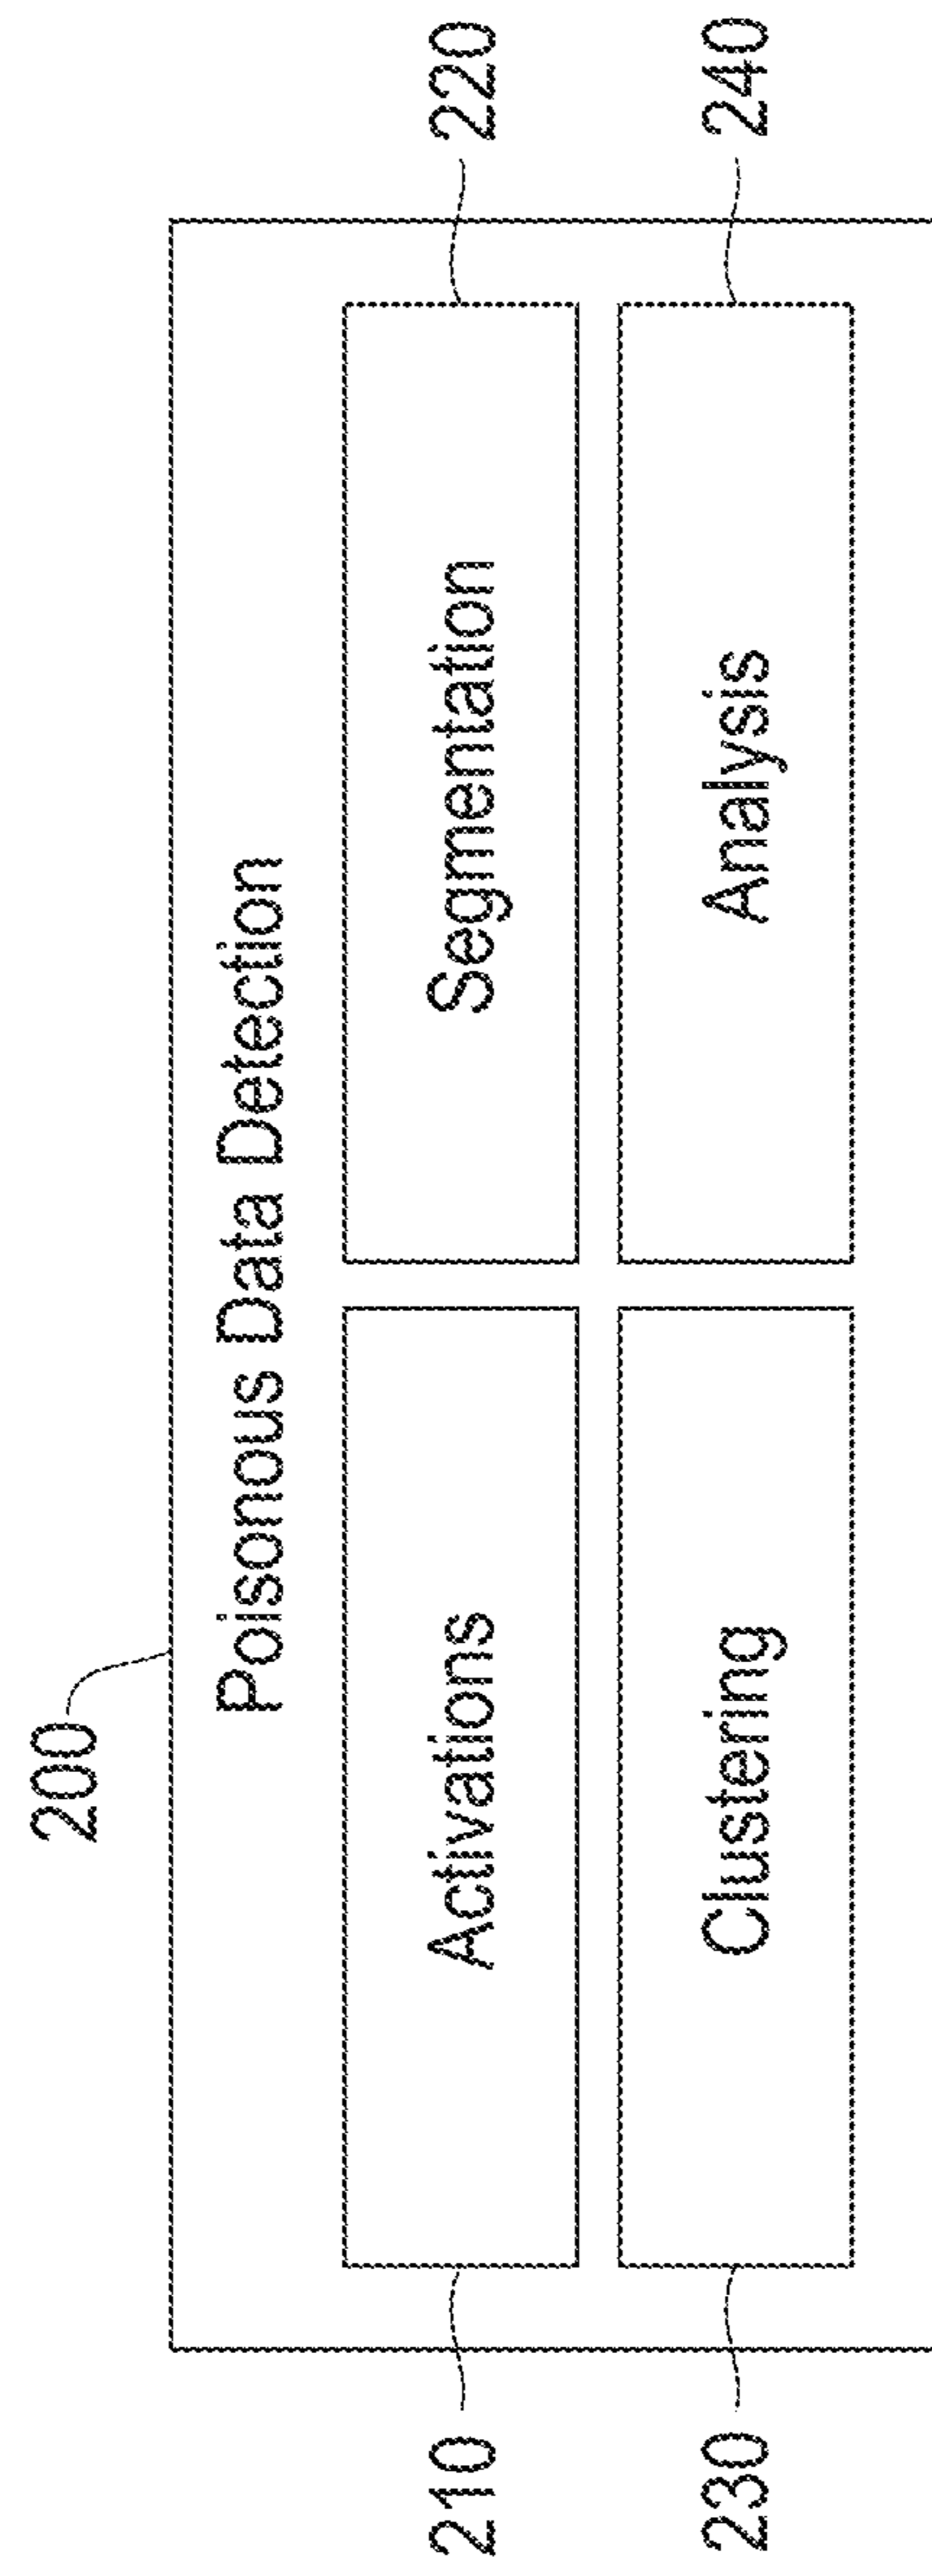 200
Poisonous Data Detection
210
Activations
Segmentation
220
230
Clustering
Analysis
240